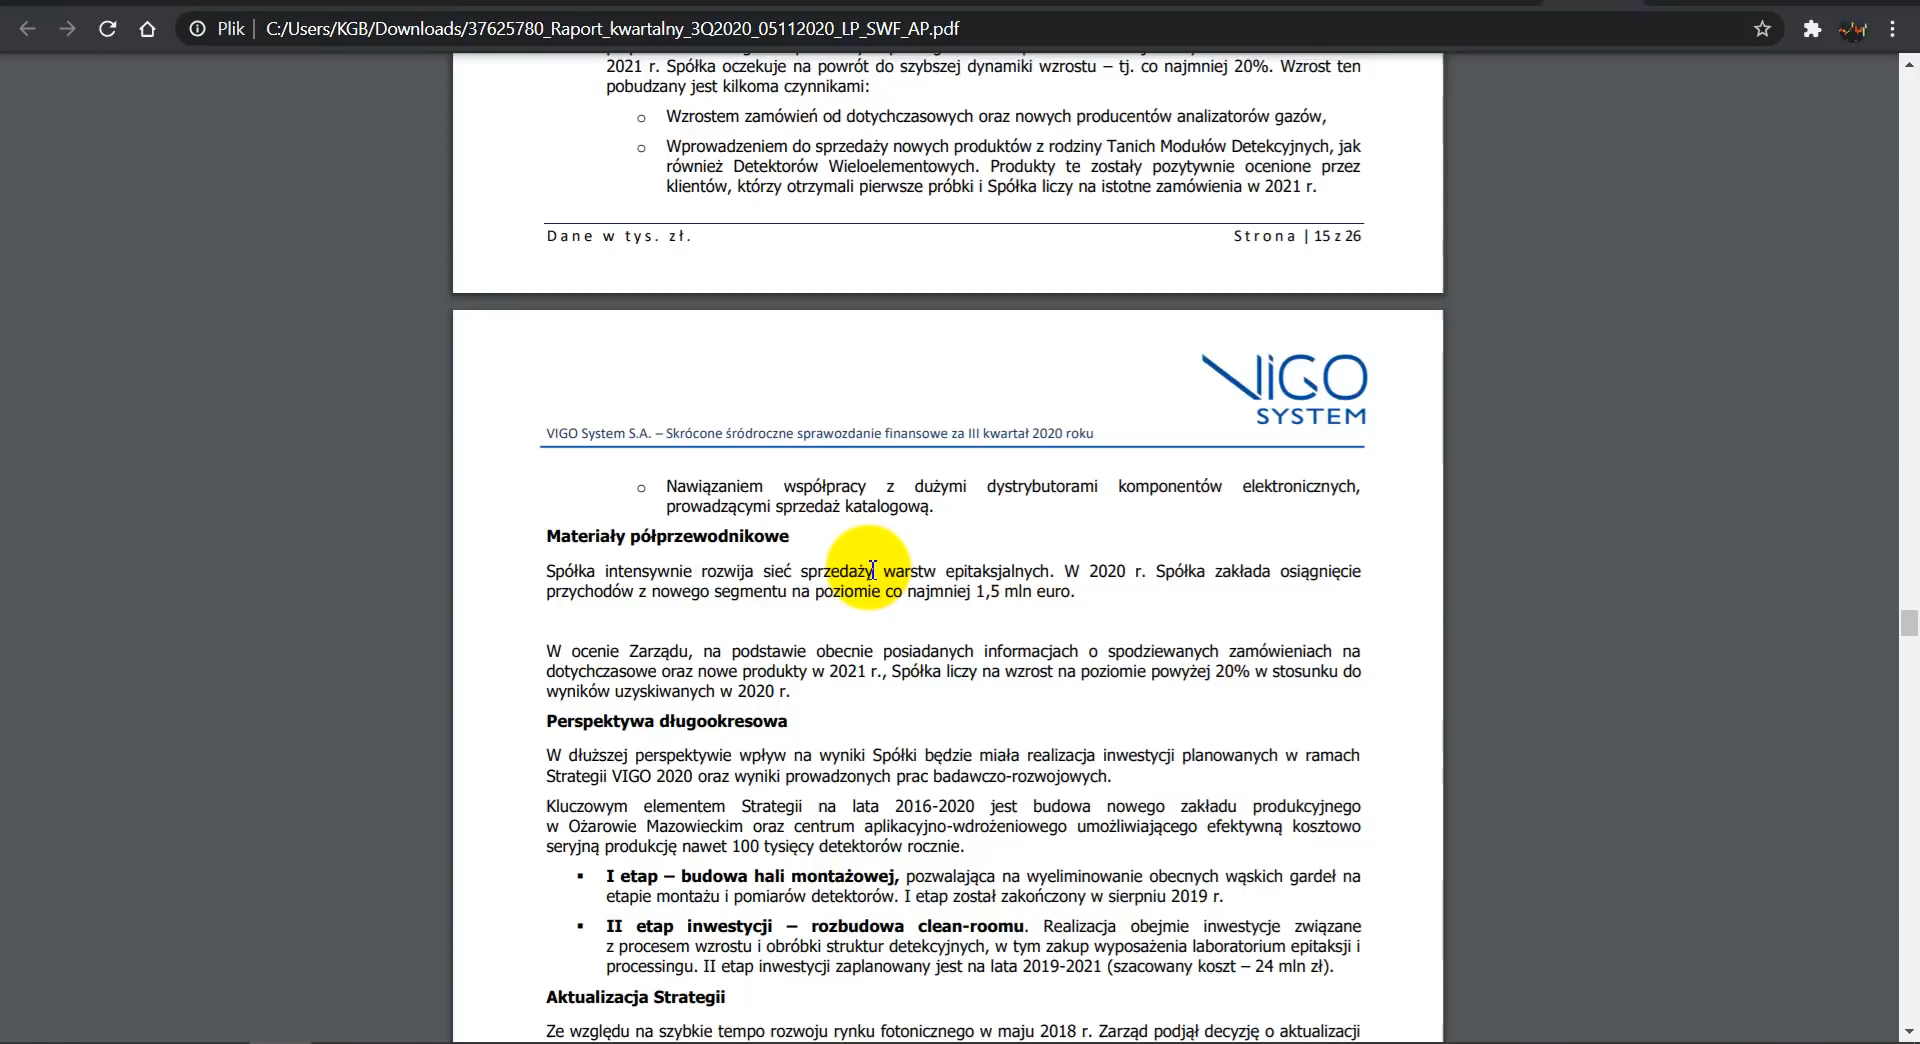 Plik
C:/Users/KGB/Downloads/37625780_Raport_kwartalny_3Q2020_05112020_LP_SWF_AP.pdf
2021 r. Spółka oczekuje na powrót do szybszej dynamiki wzrostu – tj. co najmniej 20%. Wzrost ten
pobudzany jest kilkoma czynnikami:
o Wzrostem zamówień od dotychczasowych oraz nowych producentów analizatorów gazów,
o Wprowadzeniem do sprzedaży nowych produktów z rodziny Tanich Modułów Detekcyjnych, jak
również Detektorów Wieloelementowych. Produkty te zostały pozytywnie ocenione przez
klientów, którzy otrzymali pierwsze próbki i Spółka liczy na istotne zamówienia w 2021 r.
Dane w tys. zł. Strona | 15 z 26
VIGO
SYSTEM
VIGO System S.A. – Skrócone śródroczne sprawozdanie finansowe za III kwartał 2020 roku
o Nawiązaniem współpracy z dużymi dystrybutorami komponentów elektronicznych,
prowadzącymi sprzedaż katalogową.
Materiały półprzewodnikowe
Spółka intensywnie rozwija sieć sprzedaży warstw epitaksjalnych. W 2020 r. Spółka zakłada osiągnięcie
przychodów z nowego segmentu na poziomie co najmniej 1,5 mln euro.
W ocenie Zarządu, na podstawie obecnie posiadanych informacjach o spodziewanych zamówieniach na
dotychczasowe oraz nowe produkty w 2021 r., Spółka liczy na wzrost na poziomie powyżej 20% w stosunku do
wyników uzyskiwanych w 2020 r.
Perspektywa długookresowa
W dłuższej perspektywie wpływ na wyniki Spółki będzie miała realizacja inwestycji planowanych w ramach
Strategii VIGO 2020 oraz wyniki prowadzonych prac badawczo-rozwojowych.
Kluczowym elementem Strategii na lata 2016-2020 jest budowa nowego zakładu produkcyjnego
w Ożarowie Mazowieckim oraz centrum aplikacyjno-wdrożeniowego umożliwiającego efektywną kosztowo
seryjną produkcję nawet 100 tysięcy detektorów rocznie.
▪ I etap – budowa hali montażowej, pozwalająca na wyeliminowanie obecnych wąskich gardeł na
etapie montażu i pomiarów detektorów. I etap został zakończony w sierpniu 2019 r.
▪ II etap inwestycji – rozbudowa clean-roomu. Realizacja obejmie inwestycje związane
z procesem wzrostu i obróbki struktur detekcyjnych, w tym zakup wyposażenia laboratorium epitaksji i
processingu. II etap inwestycji zaplanowany jest na lata 2019-2021 (szacowany koszt – 24 mln zł).
Aktualizacja Strategii
Ze względu na szybkie tempo rozwoju rynku fotonicznego w maju 2018 r. Zarząd podjął decyzję o aktualizacji